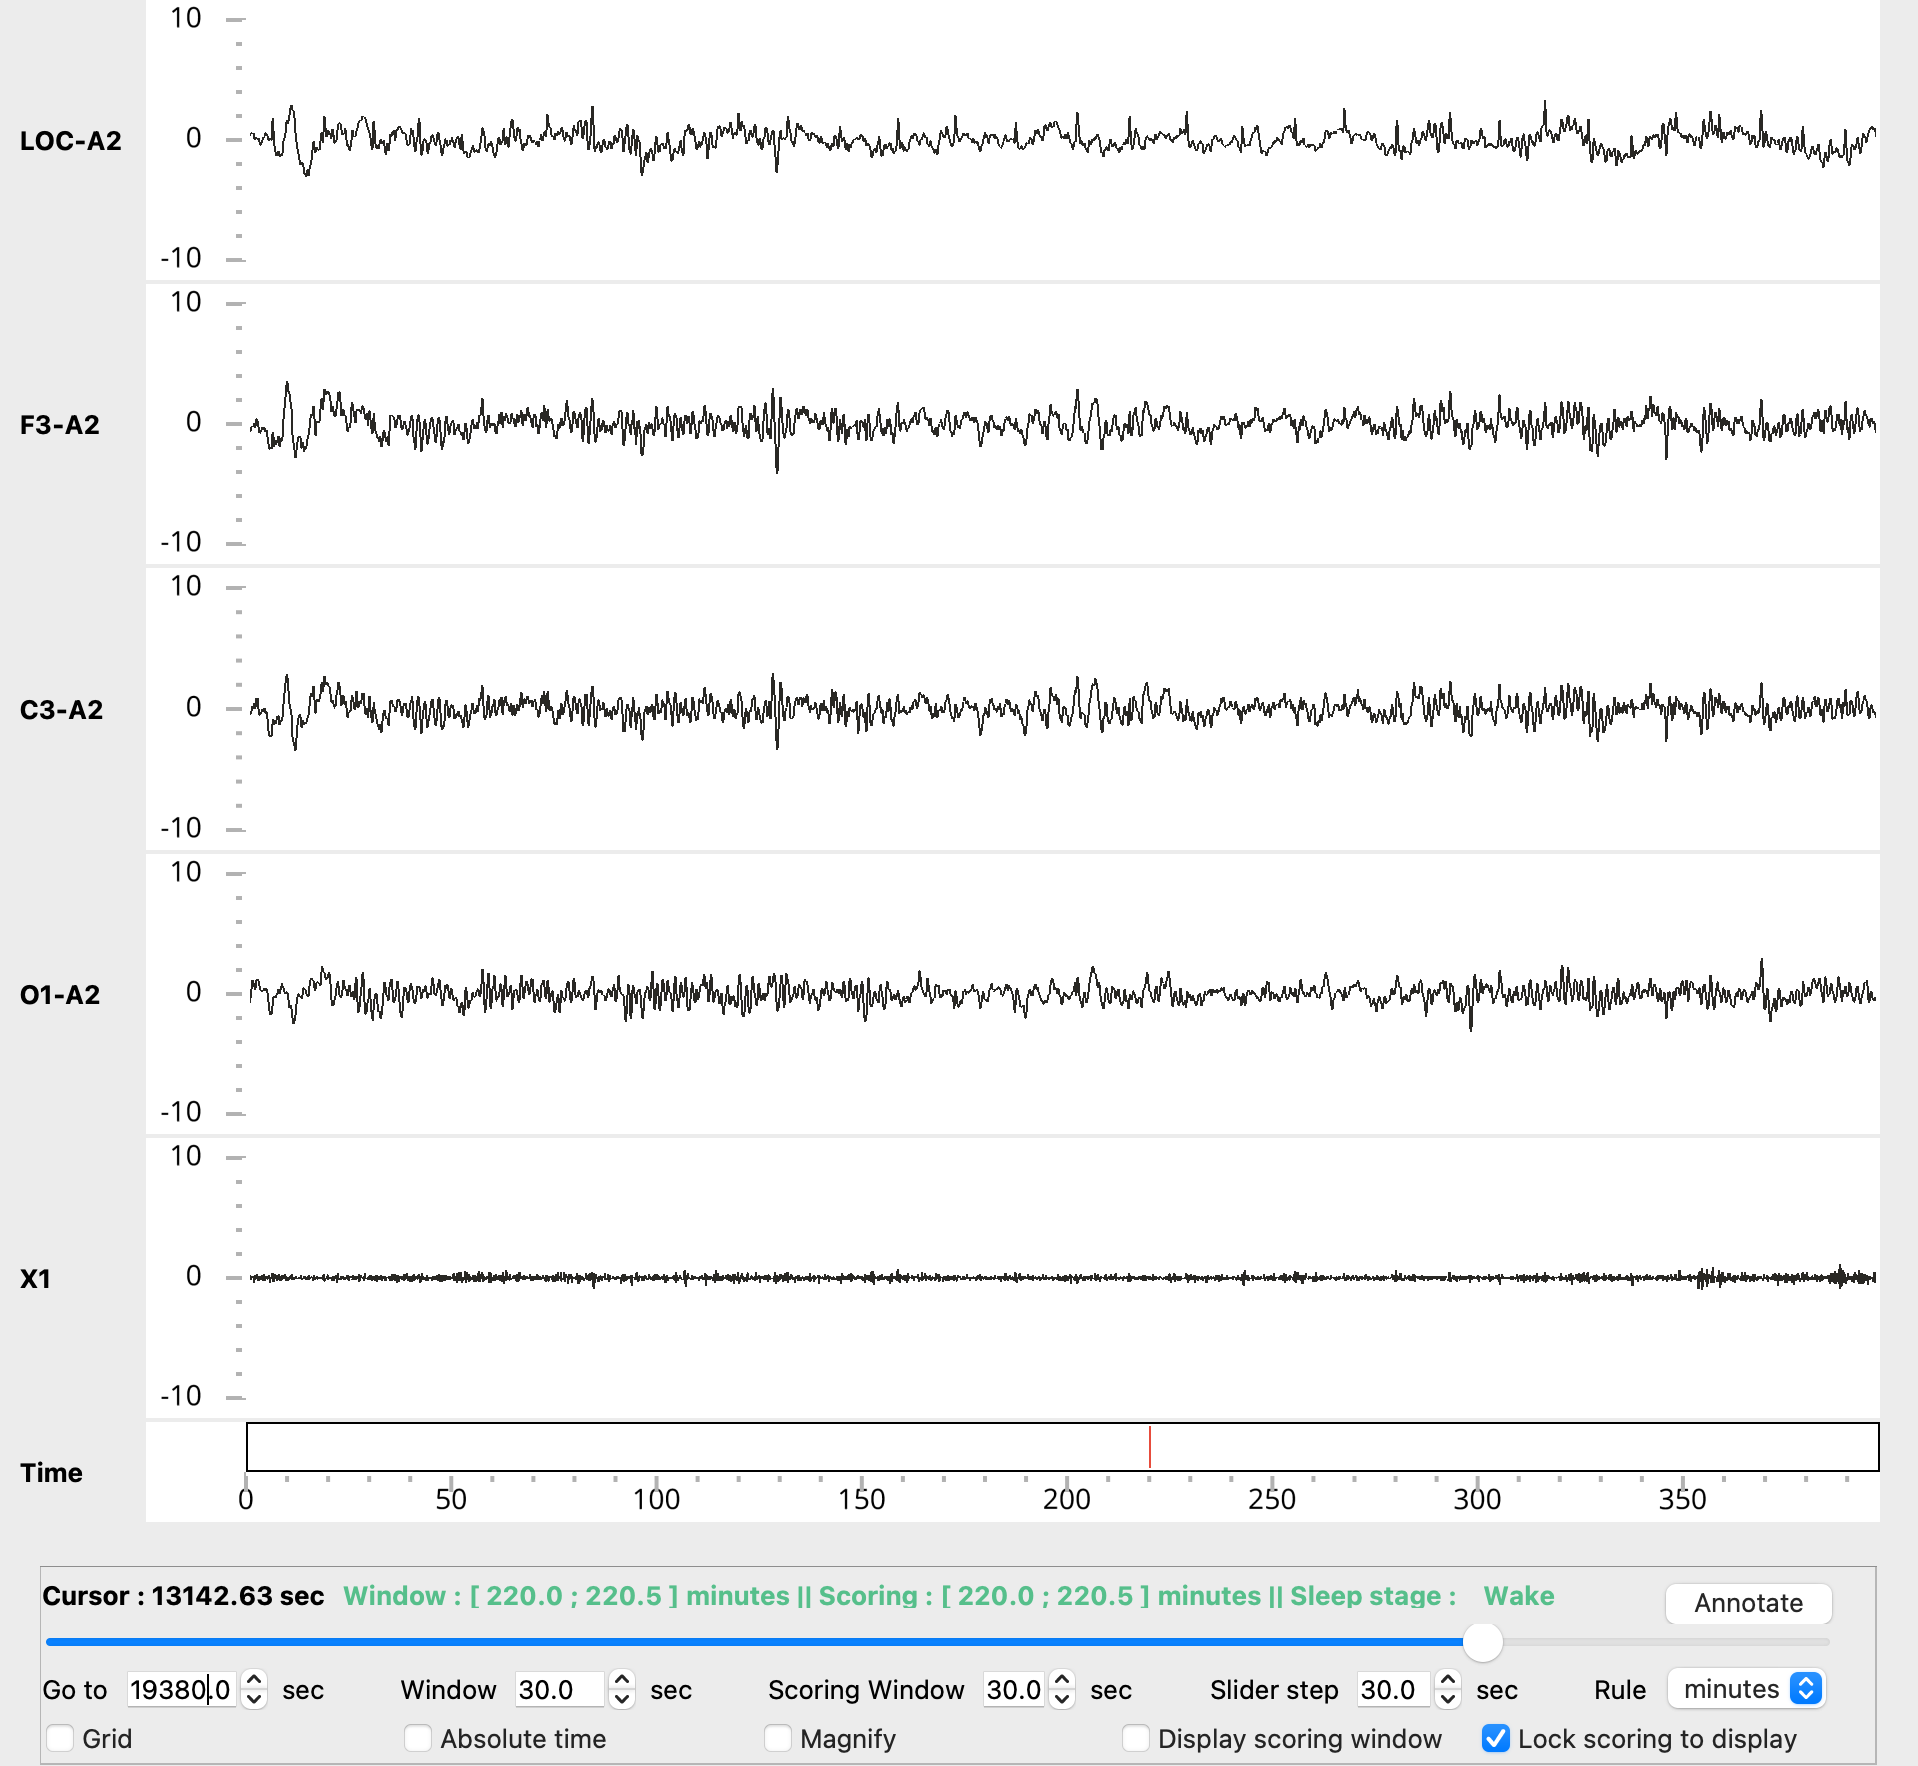 10
LOC-A2
0
-10
10
F3-A2
0
-10
10
C3-A2
0
-10
10
O1-A2
0
-10
10
X1
0
-10
Time
0 50 100 150 200 250 300 350
Cursor : 13142.63 sec Window : [ 220.0 ; 220.5 ] minutes || Scoring : [ 220.0 ; 220.5 ] minutes || Sleep stage : Wake Annotate
Go to 19380.0 sec Window 30.0 sec Scoring Window 30.0 sec Slider step 30.0 sec Rule minutes
Grid Absolute time Magnify Display scoring window Lock scoring to display